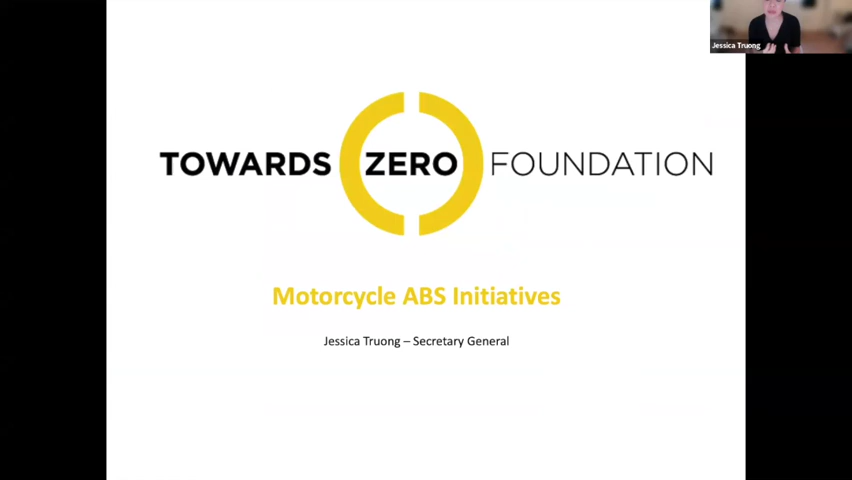 Jessica Truong
TOWARDS ZERO FOUNDATION
Motorcycle ABS Initiatives
Jessica Truong – Secretary General